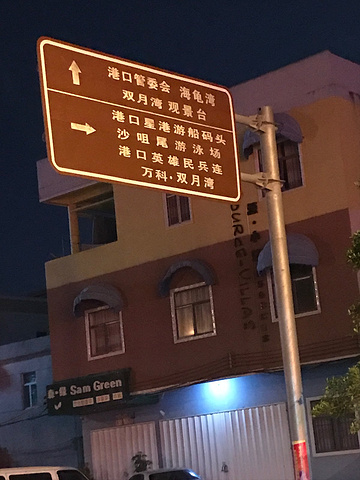 港口管委会 海龟湾
双月湾 观景台
港口星港游船码头
沙咀尾游泳场
港口英雄民兵连
万科·双月湾
Sam Green